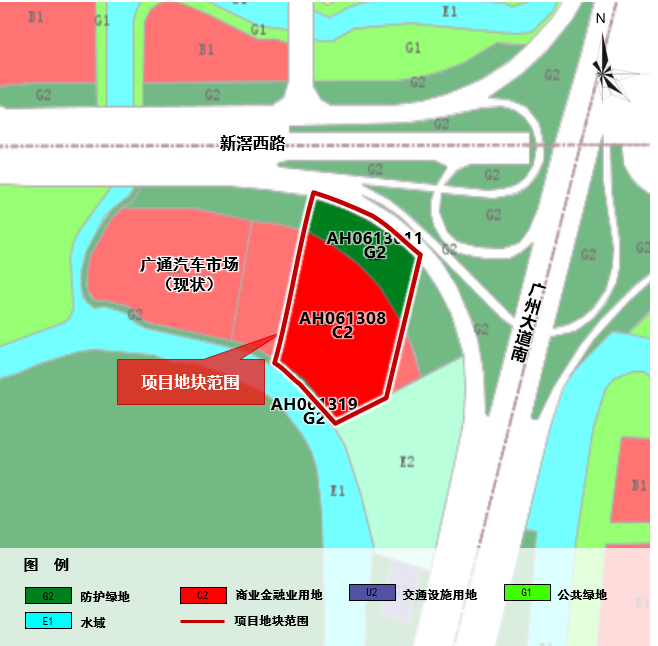 B1
G1
G1
E1
N
B1
G1
G2
G2
G2
G2
G2
新滘西路
G2
G2
G2
AH0613011
G2
G2
G2
G2
广通汽车市场
（现状）
广州大道南
G2
AH061308
C2
G2
项目地块范围
AH061319
G2
E2
E1
B1
图 例
G2 防护绿地
C2 商业金融业用地
U2 交通设施用地
G1 公共绿地
E1 水域
项目地块范围
B1